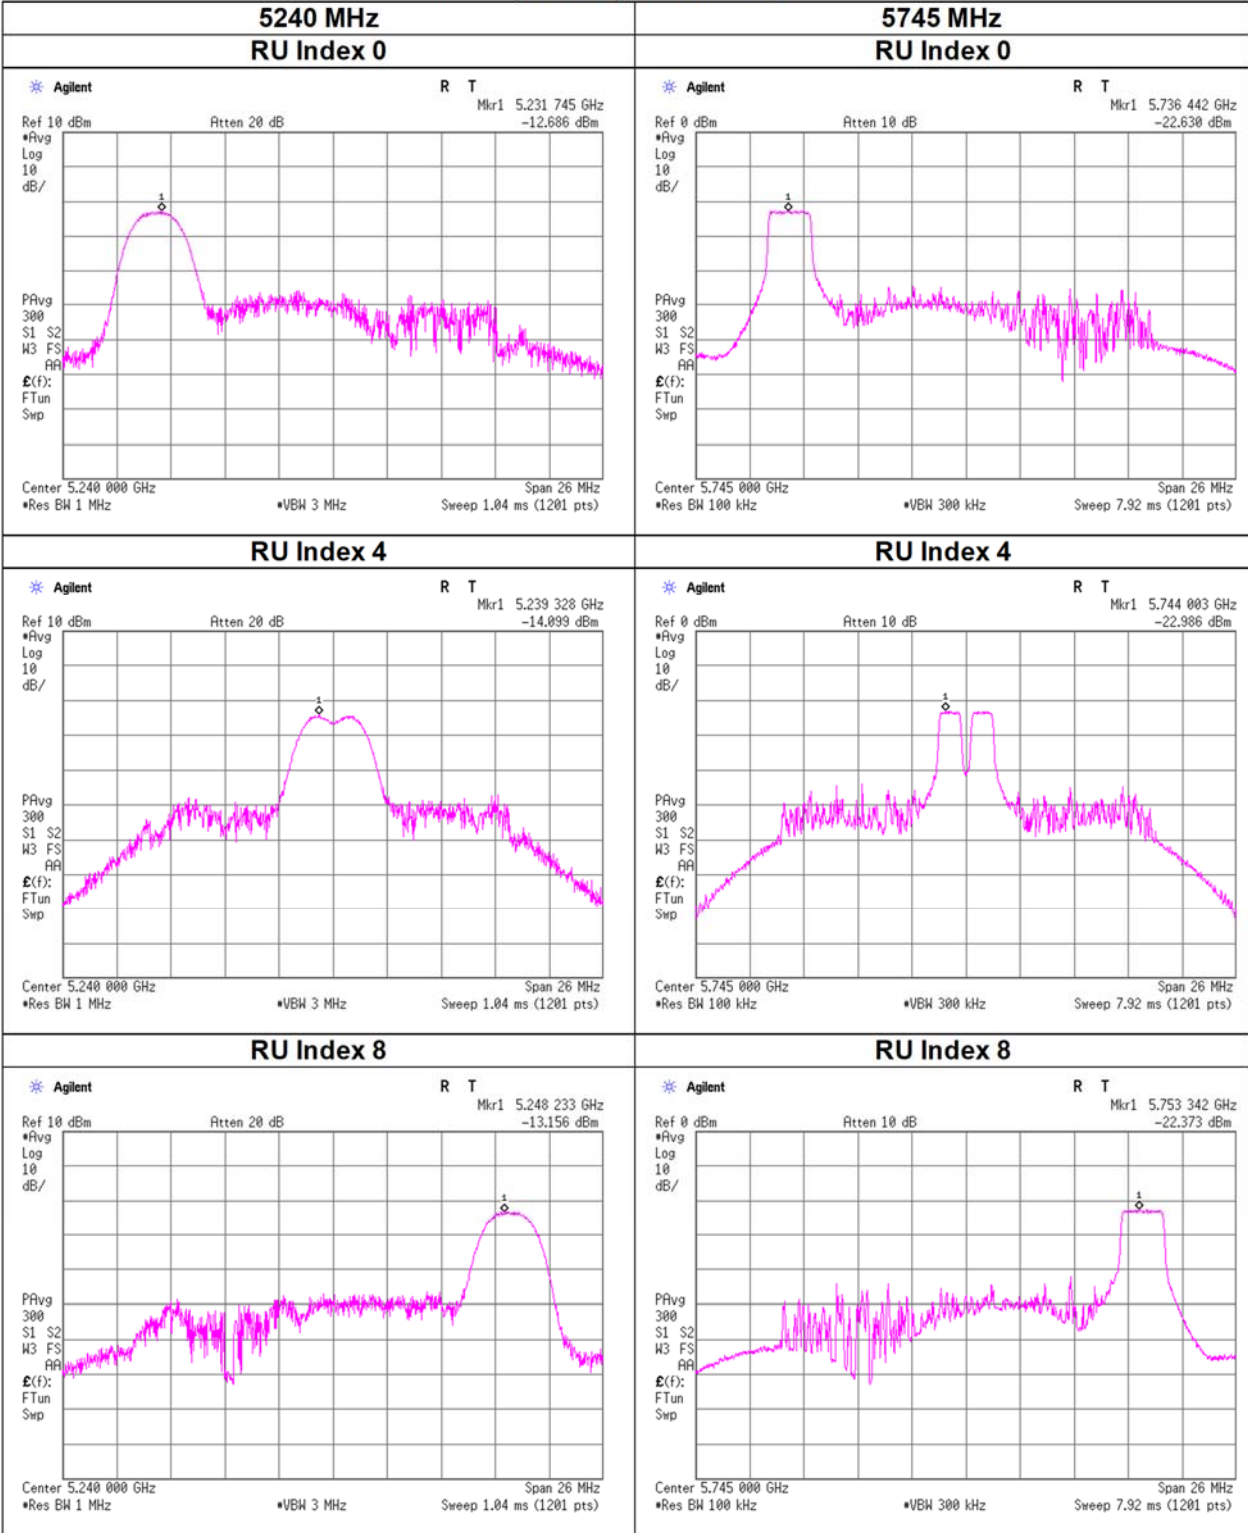 5240 MHz
5745 MHz
RU Index 0
RU Index 0
Agilent
R T
Mkr1 5.231 745 GHz
Ref 10 dBm
Atten 20 dB
-12.686 dBm
#Avg
Log
10
dB/
1
PAvg
300
S1 S2
W3 FS
AA
£(f):
FTun
Swp
Center 5.240 000 GHz
Span 26 MHz
#Res BW 1 MHz
#VBW 3 MHz
Sweep 1.04 ms (1201 pts)
Agilent
R T
Mkr1 5.736 442 GHz
Ref 0 dBm
Atten 10 dB
-22.630 dBm
#Avg
Log
10
dB/
1
PAvg
300
S1 S2
W3 FS
AA
£(f):
FTun
Swp
Center 5.745 000 GHz
Span 26 MHz
#Res BW 100 kHz
#VBW 300 kHz
Sweep 7.92 ms (1201 pts)
RU Index 4
RU Index 4
Agilent
R T
Mkr1 5.239 328 GHz
Ref 10 dBm
Atten 20 dB
-14.099 dBm
#Avg
Log
10
dB/
1
PAvg
300
S1 S2
W3 FS
AA
£(f):
FTun
Swp
Center 5.240 000 GHz
Span 26 MHz
#Res BW 1 MHz
#VBW 3 MHz
Sweep 1.04 ms (1201 pts)
Agilent
R T
Mkr1 5.744 003 GHz
Ref 0 dBm
Atten 10 dB
-22.986 dBm
#Avg
Log
10
dB/
1
PAvg
300
S1 S2
W3 FS
AA
£(f):
FTun
Swp
Center 5.745 000 GHz
Span 26 MHz
#Res BW 100 kHz
#VBW 300 kHz
Sweep 7.92 ms (1201 pts)
RU Index 8
RU Index 8
Agilent
R T
Mkr1 5.248 233 GHz
Ref 10 dBm
Atten 20 dB
-13.156 dBm
#Avg
Log
10
dB/
1
PAvg
300
S1 S2
W3 FS
AA
£(f):
FTun
Swp
Center 5.240 000 GHz
Span 26 MHz
#Res BW 1 MHz
#VBW 3 MHz
Sweep 1.04 ms (1201 pts)
Agilent
R T
Mkr1 5.753 342 GHz
Ref 0 dBm
Atten 10 dB
-22.373 dBm
#Avg
Log
10
dB/
1
PAvg
300
S1 S2
W3 FS
AA
£(f):
FTun
Swp
Center 5.745 000 GHz
Span 26 MHz
#Res BW 100 kHz
#VBW 300 kHz
Sweep 7.92 ms (1201 pts)